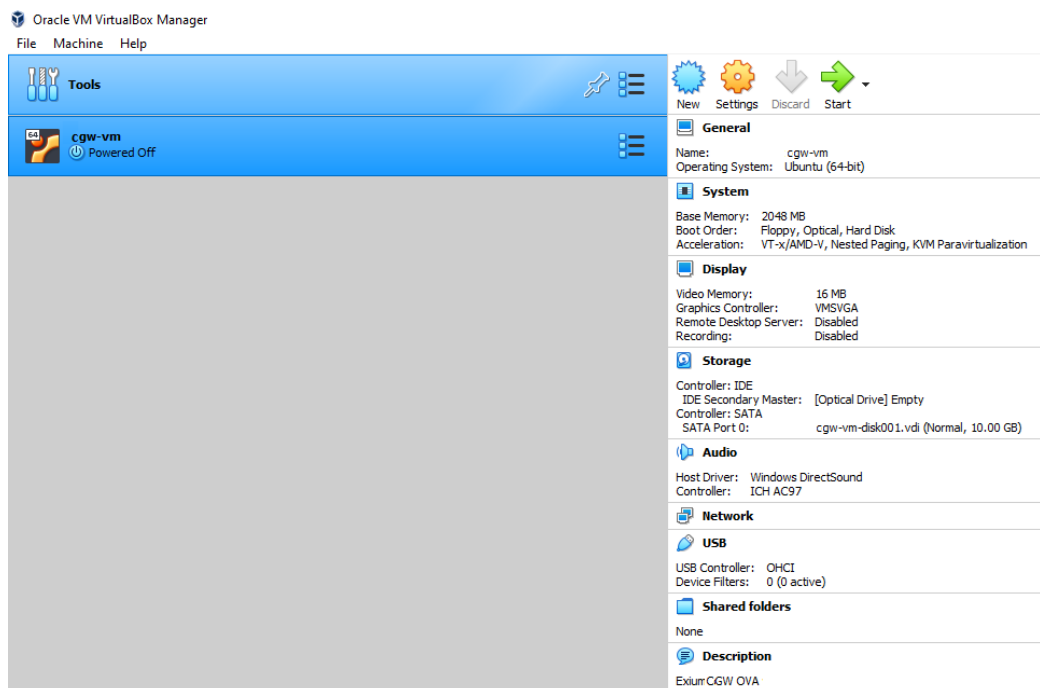 Oracle VM VirtualBox Manager
File Machine Help
Tools
64
cgw-vm
Powered Off
New Settings Discard Start
General
Name: cgw-vm
Operating System: Ubuntu (64-bit)
System
Base Memory: 2048 MB
Boot Order: Floppy, Optical, Hard Disk
Acceleration: VT-x/AMD-V, Nested Paging, KVM Paravirtualization
Display
Video Memory: 16 MB
Graphics Controller: VMSVGA
Remote Desktop Server: Disabled
Recording: Disabled
Storage
Controller: IDE
IDE Secondary Master: [Optical Drive] Empty
Controller: SATA
SATA Port 0: cgw-vm-disk001.vdi (Normal, 10.00 GB)
Audio
Host Driver: Windows DirectSound
Controller: ICH AC97
Network
USB
USB Controller: OHCI
Device Filters: 0 (0 active)
Shared folders
None
Description
Exium CGW OVA